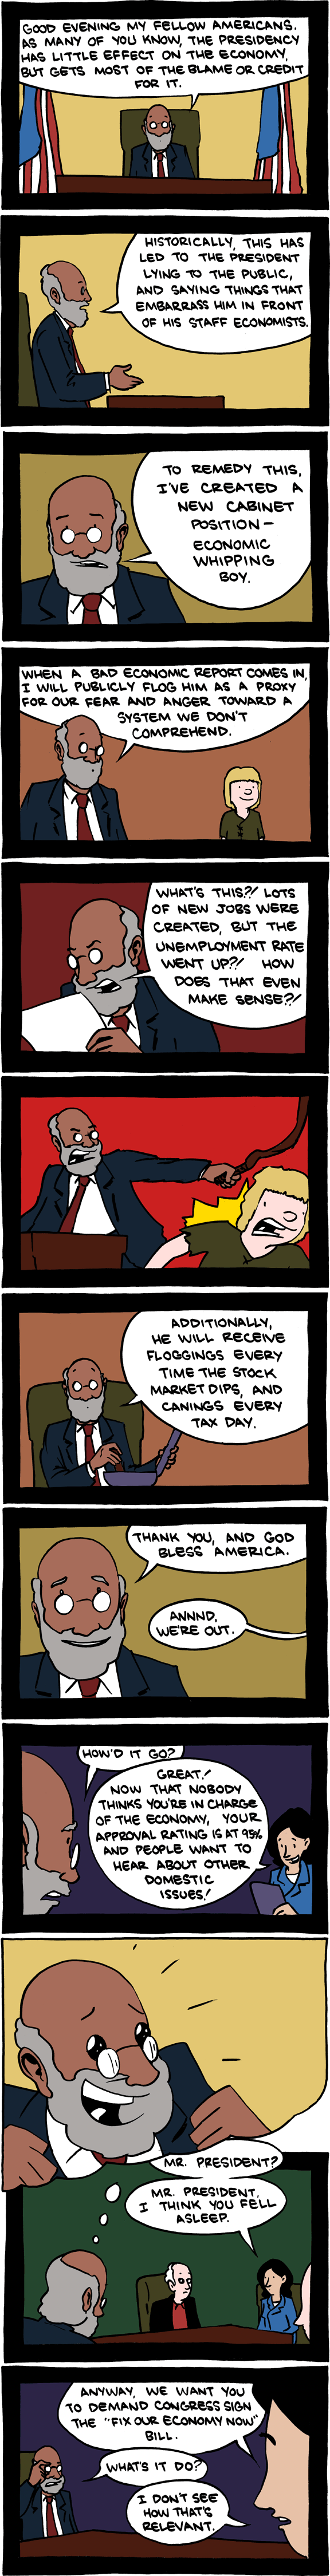 GOOD EVENING MY FELLOW AMERICANS.
AS MANY OF YOU KNOW, THE PRESIDENCY
HAS LITTLE EFFECT ON THE ECONOMY,
BUT GETS MOST OF THE BLAME OR CREDIT
FOR IT.
HISTORICALLY, THIS HAS
LED TO THE PRESIDENT
LYING TO THE PUBLIC,
AND SAYING THINGS THAT
EMBARRASS HIM IN FRONT
OF HIS STAFF ECONOMISTS.
TO REMEDY THIS,
I'VE CREATED A
NEW CABINET
POSITION-
ECONOMIC
WHIPPING
BOY.
WHEN A BAD ECONOMIC REPORT COMES IN,
I WILL PUBLICLY FLOG HIM AS A PROXY
FOR OUR FEAR AND ANGER TOWARD A
SYSTEM WE DON'T
COMPREHEND.
WHAT'S THIS?! LOTS
OF NEW JOBS WERE
CREATED, BUT THE
UNEMPLOYMENT RATE
WENT UP?! HOW
DOES THAT EVEN
MAKE SENSE?!
ADDITIONALLY,
HE WILL RECEIVE
FLOGGINGS EVERY
TIME THE STOCK
MARKET DIPS, AND
CANINGS EVERY
TAX DAY.
THANK YOU, AND GOD
BLESS AMERICA.
ANNND,
WE'RE OUT.
HOW'D IT GO?
GREAT!
NOW THAT NOBODY
THINKS YOU'RE IN CHARGE
OF THE ECONOMY, YOUR
APPROVAL RATING IS AT 95%
AND PEOPLE WANT TO
HEAR ABOUT OTHER
DOMESTIC
ISSUES!
MR. PRESIDENT?
MR. PRESIDENT,
I THINK YOU FELL
ASLEEP.
ANYWAY, WE WANT YOU
TO DEMAND CONGRESS SIGN
THE "FIX OUR ECONOMY NOW"
BILL.
WHAT'S IT DO?
I DON'T SEE
HOW THAT'S
RELEVANT.